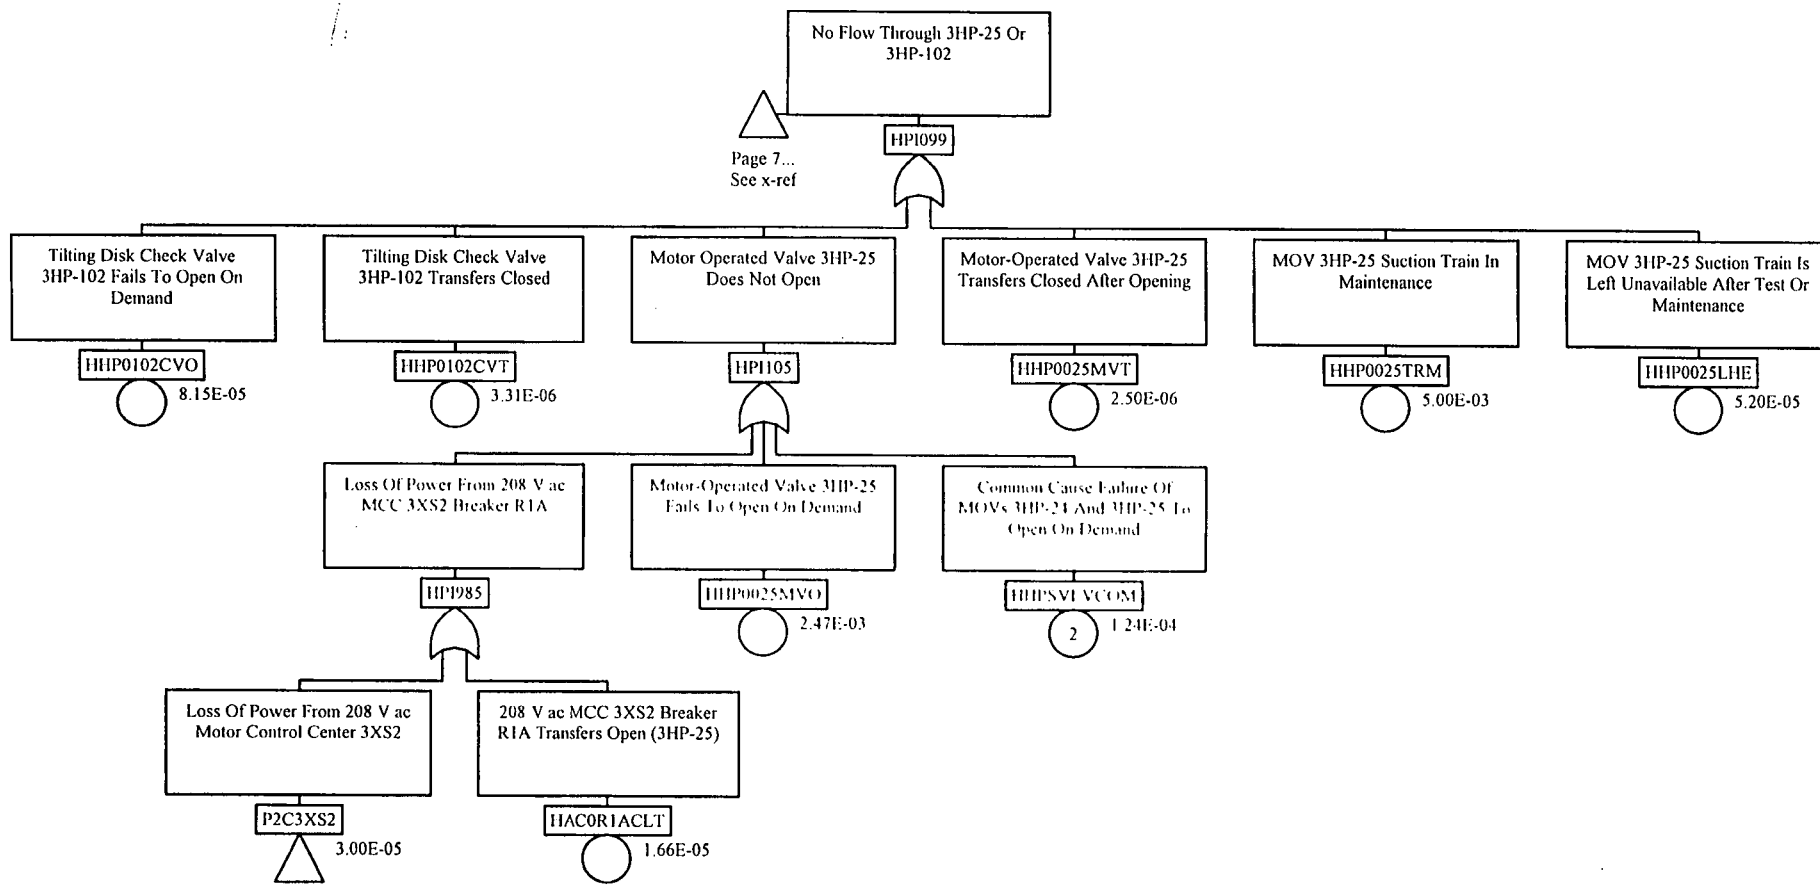 No Flow Through 3HP-25 Or
3HP-102
HPI099
Page 7...
See x-ref
Tilting Disk Check Valve
3HP-102 Fails To Open On
Demand
HHP0102CVO
8.15E-05
Tilting Disk Check Valve
3HP-102 Transfers Closed
HHP0102CVT
3.31E-06
Motor Operated Valve 3HP-25
Does Not Open
HPI105
Motor-Operated Valve 3HP-25
Transfers Closed After Opening
HHP0025MVT
2.50E-06
MOV 3HP-25 Suction Train In
Maintenance
HHP0025TRM
5.00E-03
MOV 3HP-25 Suction Train Is
Left Unavailable After Test Or
Maintenance
HHP0025LHE
5.20E-05
Loss Of Power From 208 V ac
MCC 3XS2 Breaker R1A
HPI985
Motor-Operated Valve 3HP-25
Fails To Open On Demand
HHP0025MVO
2.47E-03
Common Cause Failure Of
MOVs 3HP-24 And 3HP-25 To
Open On Demand
HHPSVLVCOM
2
1.24E-04
Loss Of Power From 208 V ac
Motor Control Center 3XS2
P2C3XS2
3.00E-05
208 V ac MCC 3XS2 Breaker
R1A Transfers Open (3HP-25)
HAC0R1ACLT
1.66E-05